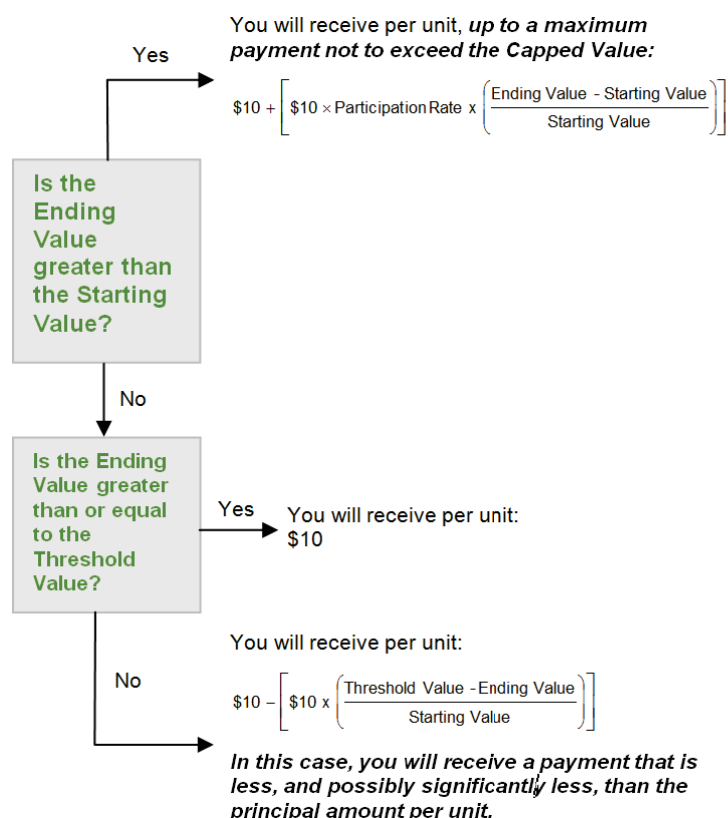 You will receive per unit, up to a maximum
payment not to exceed the Capped Value:
Yes
$10 + [ $10 × Participation Rate x ( Ending Value - Starting Value / Starting Value ) ]
Is the
Ending
Value
greater than
the Starting
Value?
No
Is the Ending
Value greater
than or equal
to the
Threshold
Value?
Yes
You will receive per unit:
$10
No
You will receive per unit:
$10 – [ $10 x ( Threshold Value - Ending Value / Starting Value ) ]
In this case, you will receive a payment that is
less, and possibly significantly less, than the
principal amount per unit.